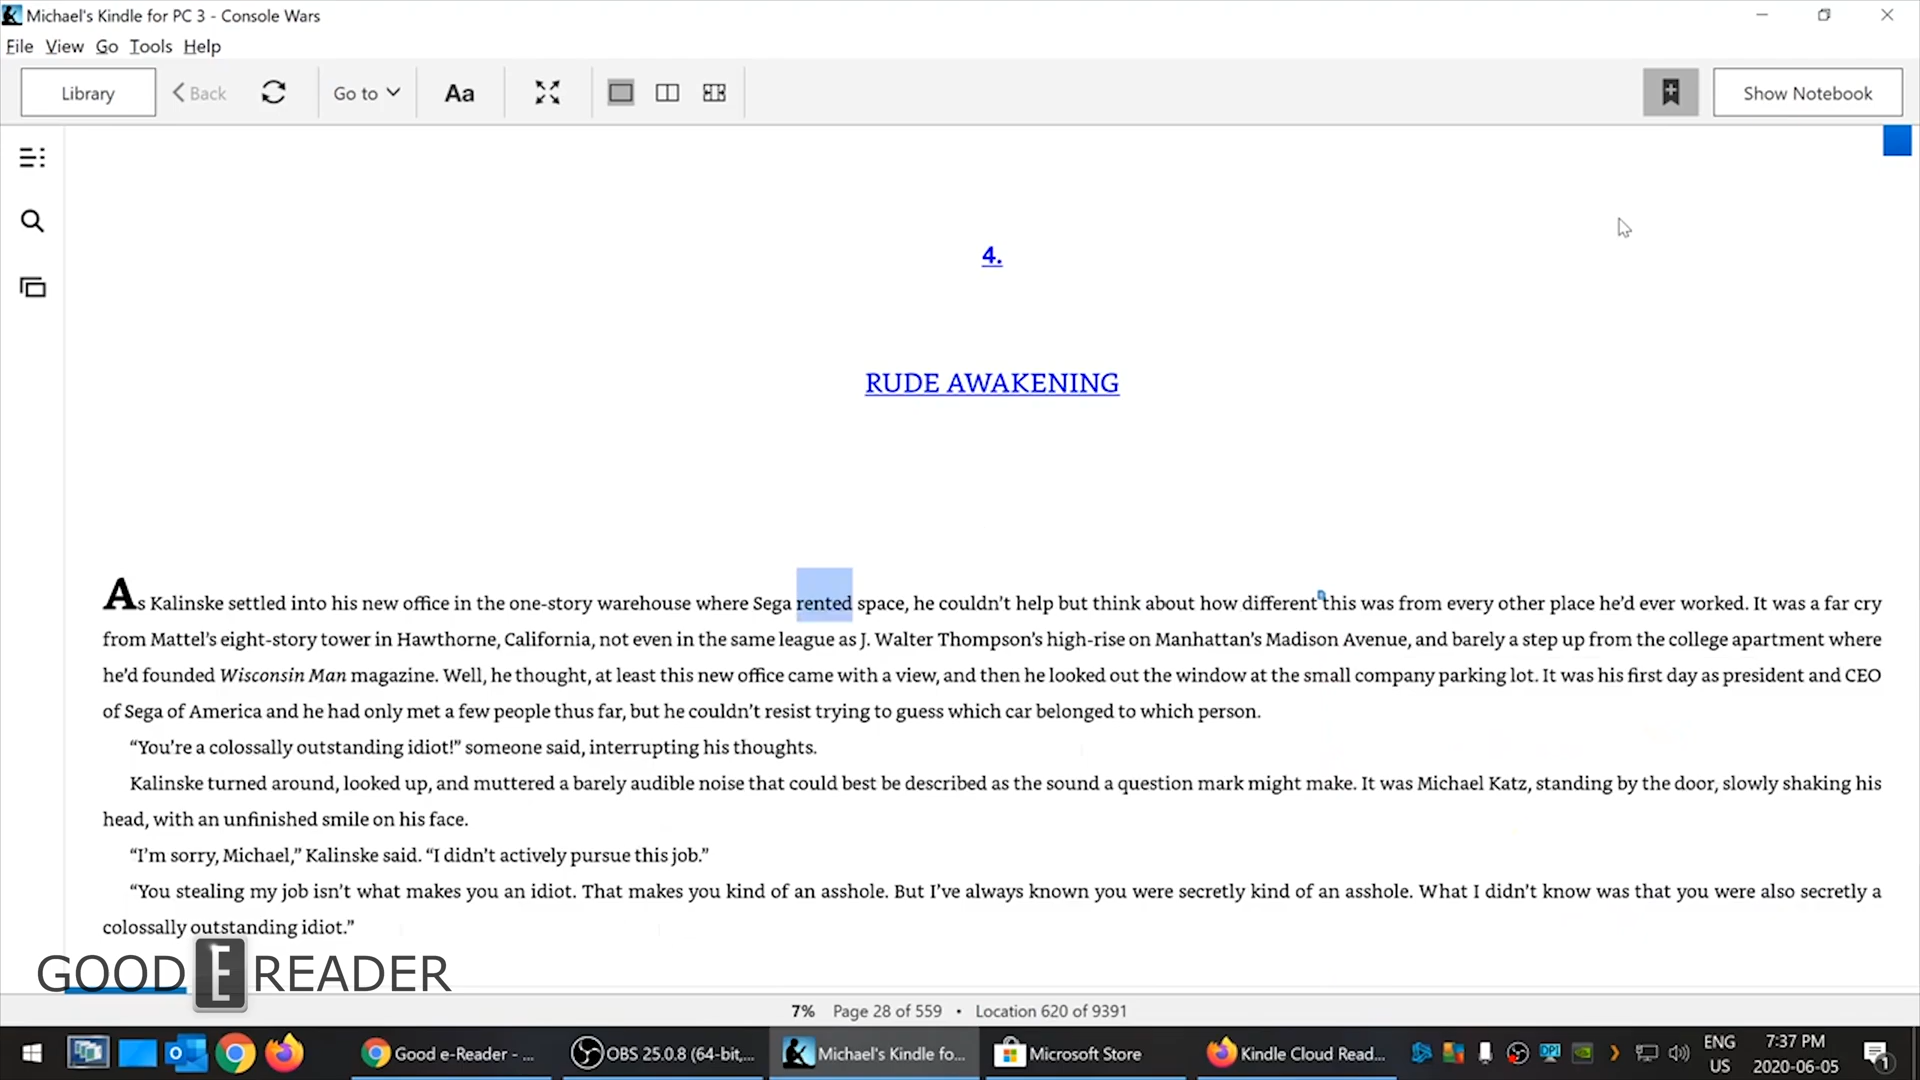 Michael's Kindle for PC 3 - Console Wars
File View Go Tools Help
Library Back Go to Aa Show Notebook
4.
RUDE AWAKENING
As Kalinske settled into his new office in the one-story warehouse where Sega rented space, he couldn’t help but think about how different this was from every other place he’d ever worked. It was a far cry
from Mattel’s eight-story tower in Hawthorne, California, not even in the same league as J. Walter Thompson’s high-rise on Manhattan’s Madison Avenue, and barely a step up from the college apartment where
he’d founded Wisconsin Man magazine. Well, he thought, at least this new office came with a view, and then he looked out the window at the small company parking lot. It was his first day as president and CEO
of Sega of America and he had only met a few people thus far, but he couldn’t resist trying to guess which car belonged to which person.
“You’re a colossally outstanding idiot!” someone said, interrupting his thoughts.
Kalinske turned around, looked up, and muttered a barely audible noise that could best be described as the sound a question mark might make. It was Michael Katz, standing by the door, slowly shaking his
head, with an unfinished smile on his face.
“I’m sorry, Michael,” Kalinske said. “I didn’t actively pursue this job.”
“You stealing my job isn’t what makes you an idiot. That makes you kind of an asshole. But I’ve always known you were secretly kind of an asshole. What I didn’t know was that you were also secretly a
colossally outstanding idiot.”
GOOD E READER
7% Page 28 of 559 • Location 620 of 9391
Good e-Reader - ... OBS 25.0.8 (64-bit,... Michael's Kindle fo... Microsoft Store Kindle Cloud Read... DPI ENG 7:37 PM
US 2020-06-05 1